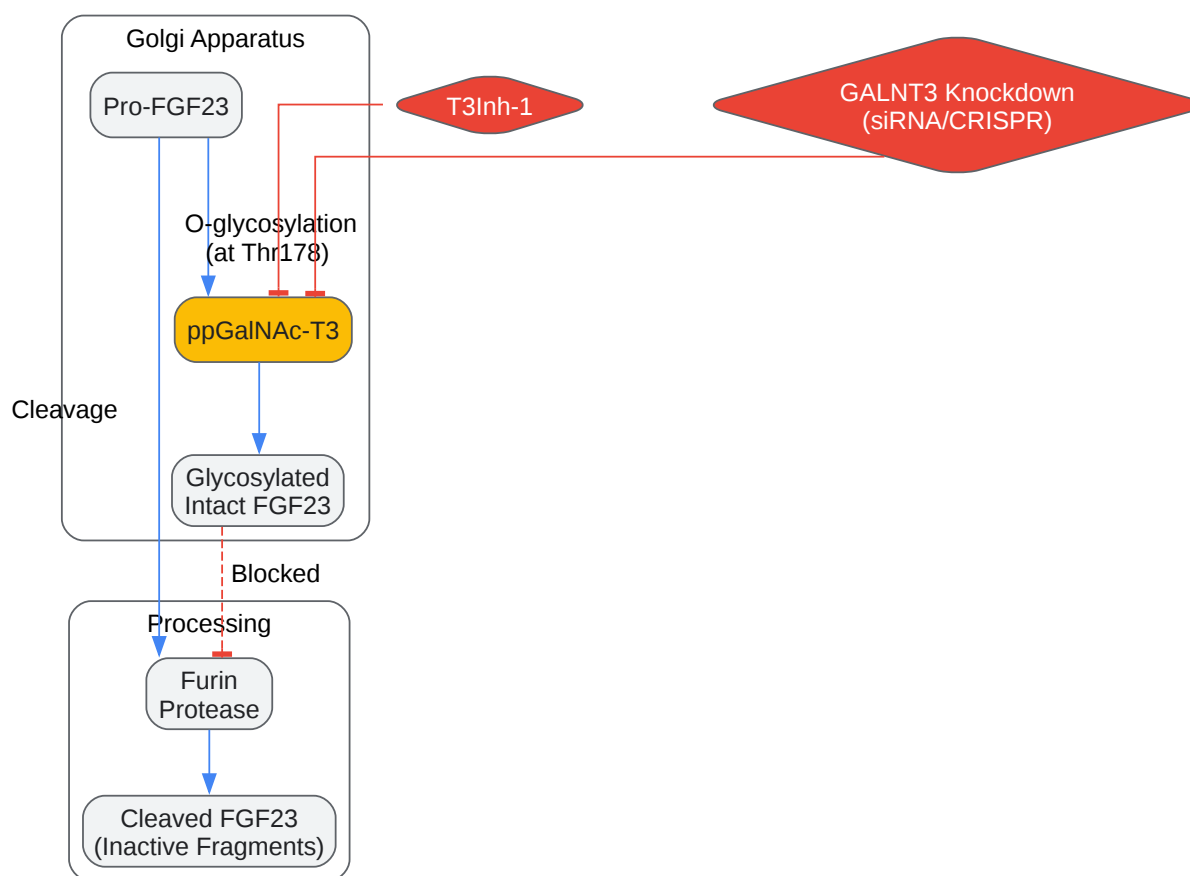 Golgi Apparatus
Pro-FGF23
T3Inh-1
GALNT3 Knockdown
(siRNA/CRISPR)
O-glycosylation
(at Thr178)
ppGalNAc-T3
Cleavage
Glycosylated
Intact FGF23
Blocked
Processing
Furin
Protease
Cleaved FGF23
(Inactive Fragments)